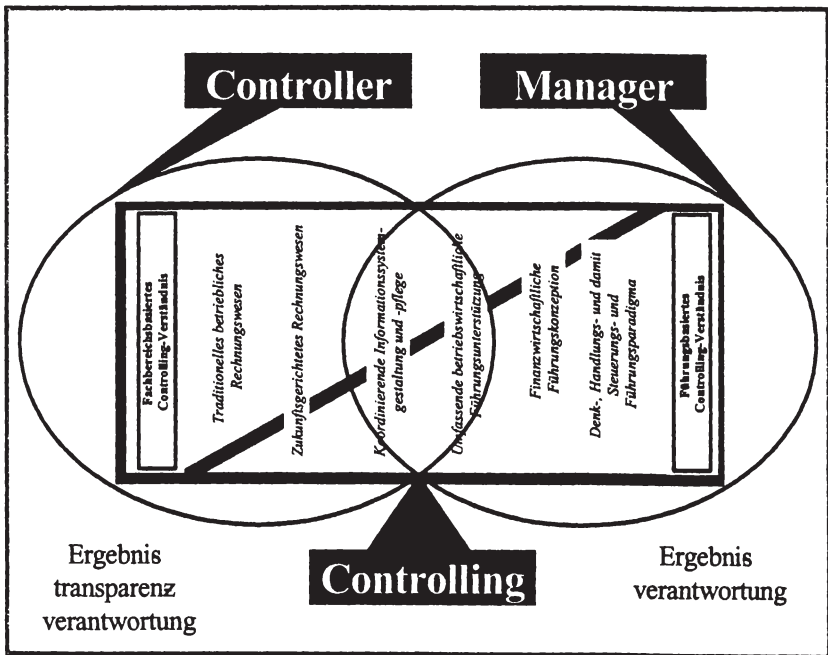 Controller
Manager
Fachbereichsbasiertes
Controlling-Verständnis
Traditionelles betriebliches
Rechnungswesen
Zukunftsgerichtetes Rechnungswesen
Koordinierende Informationssystem-
gestaltung und -pflege
Umfassende betriebswirtschaftliche
Führungsunterstützung
Finanzwirtschaftliche
Führungskonzeption
Denk-, Handlungs- und damit
Steuerungs- und
Führungsparadigma
Führungsbasiertes
Controlling-Verständnis
Ergebnis
transparenz
verantwortung
Controlling
Ergebnis
verantwortung